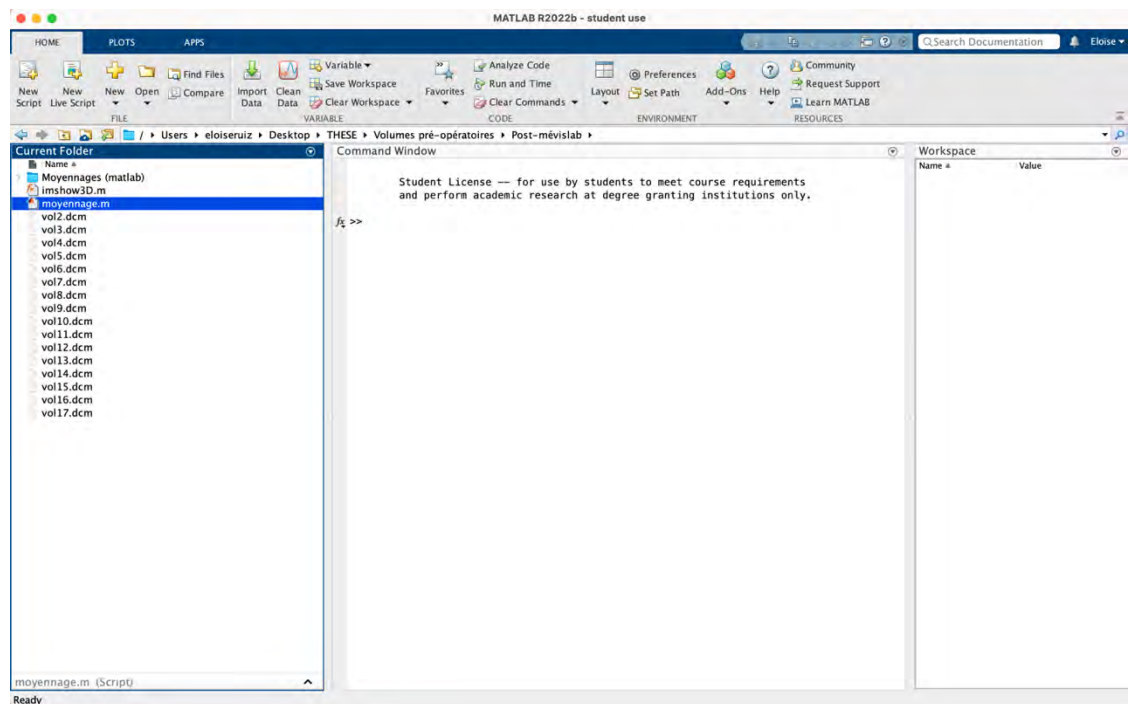 MATLAB R2022b - student use
HOME PLOTS APPS
Search Documentation Eloise
New Script
New Live Script
New
Open
Find Files
Compare
Import Data
Clean Data
Variable
Save Workspace
Clear Workspace
Favorites
Analyze Code
Run and Time
Clear Commands
Layout
Preferences
Set Path
Add-Ons
Help
Community
Request Support
Learn MATLAB
FILE VARIABLE CODE ENVIRONMENT RESOURCES
/ Users eloiseruiz Desktop THESE Volumes pré-opératoires Post-mévislab
Current Folder
Name
Moyennages (matlab)
imshow3D.m
moyennage.m
vol2.dcm
vol3.dcm
vol4.dcm
vol5.dcm
vol6.dcm
vol7.dcm
vol8.dcm
vol9.dcm
vol10.dcm
vol11.dcm
vol12.dcm
vol13.dcm
vol14.dcm
vol15.dcm
vol16.dcm
vol17.dcm
moyennage.m (Script)
Command Window
Student License -- for use by students to meet course requirements
and perform academic research at degree granting institutions only.
fx >>
Workspace
Name Value
Ready